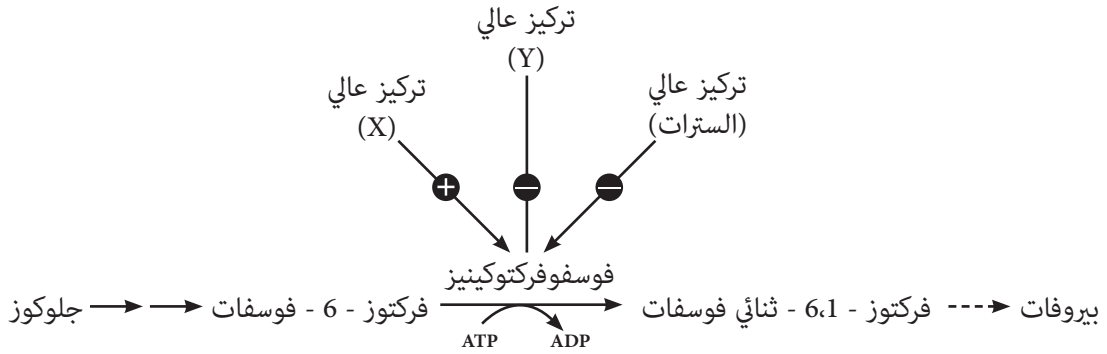 تركيز عالي
(Y)
تركيز عالي
(X)
تركيز عالي
(السترات)
+
−
−
فوسفوفركتوكينيز
جلوكوز
فركتوز - 6 - فوسفات
فركتوز - 6،1 - ثنائي فوسفات
بيروفات
ATP
ADP